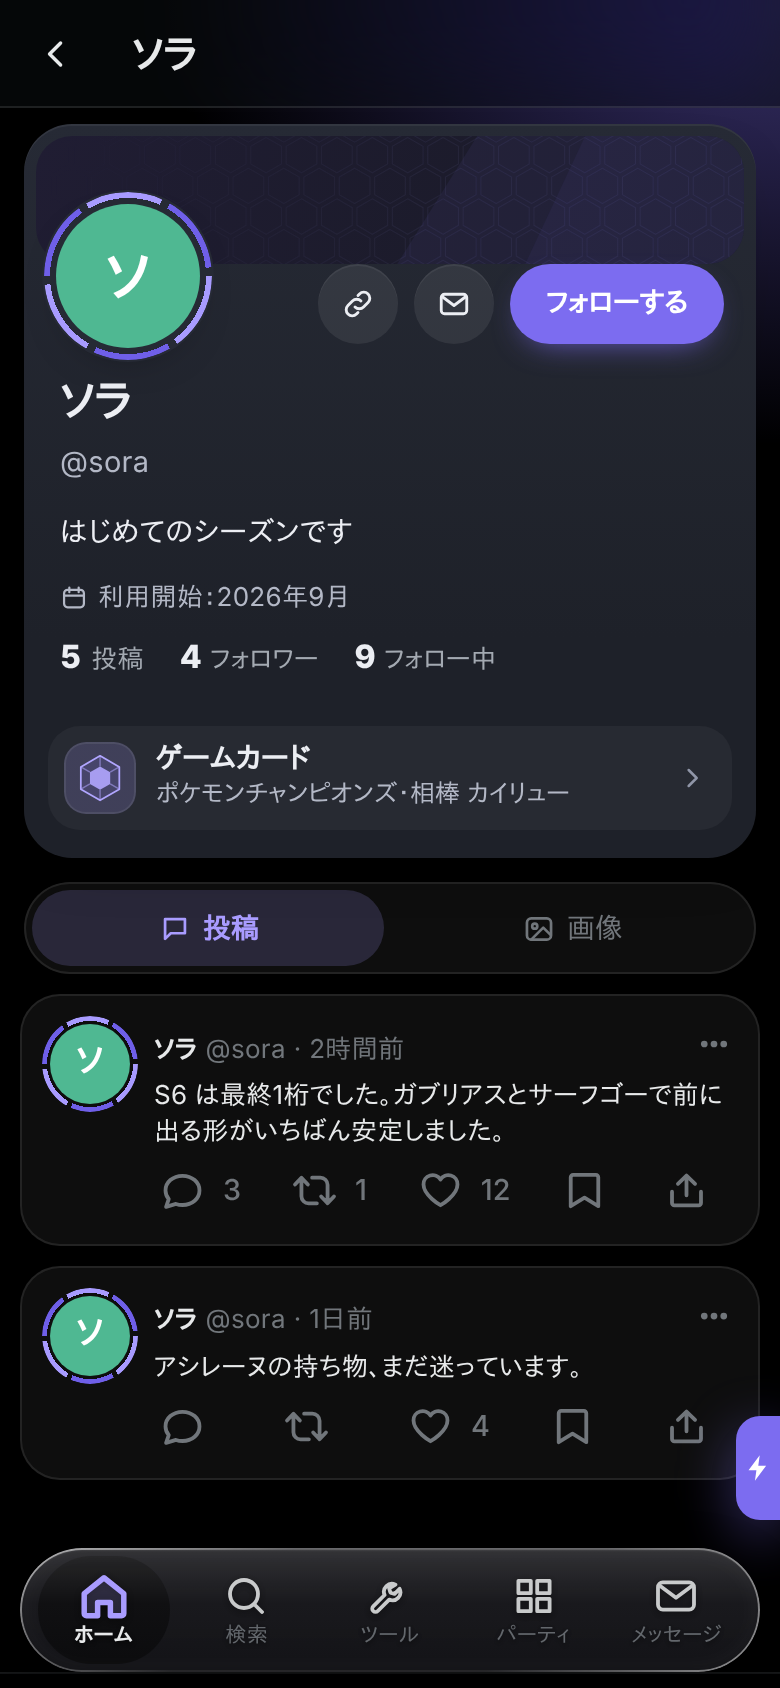 ソラ
ソ
フォローする
ソラ
@sora
はじめてのシーズンです
利用開始：2026年9月
5 投稿 4 フォロワー 9 フォロー中
ゲームカード
ポケモンチャンピオンズ・相棒 カイリュー
投稿 画像
ソ
ソラ @sora · 2時間前
S6 は最終1桁でした。ガブリアスとサーフゴーで前に
出る形がいちばん安定しました。
3 1 12
ソ
ソラ @sora · 1日前
アシレーヌの持ち物、まだ迷っています。
4
ホーム 検索 ツール パーティ メッセージ